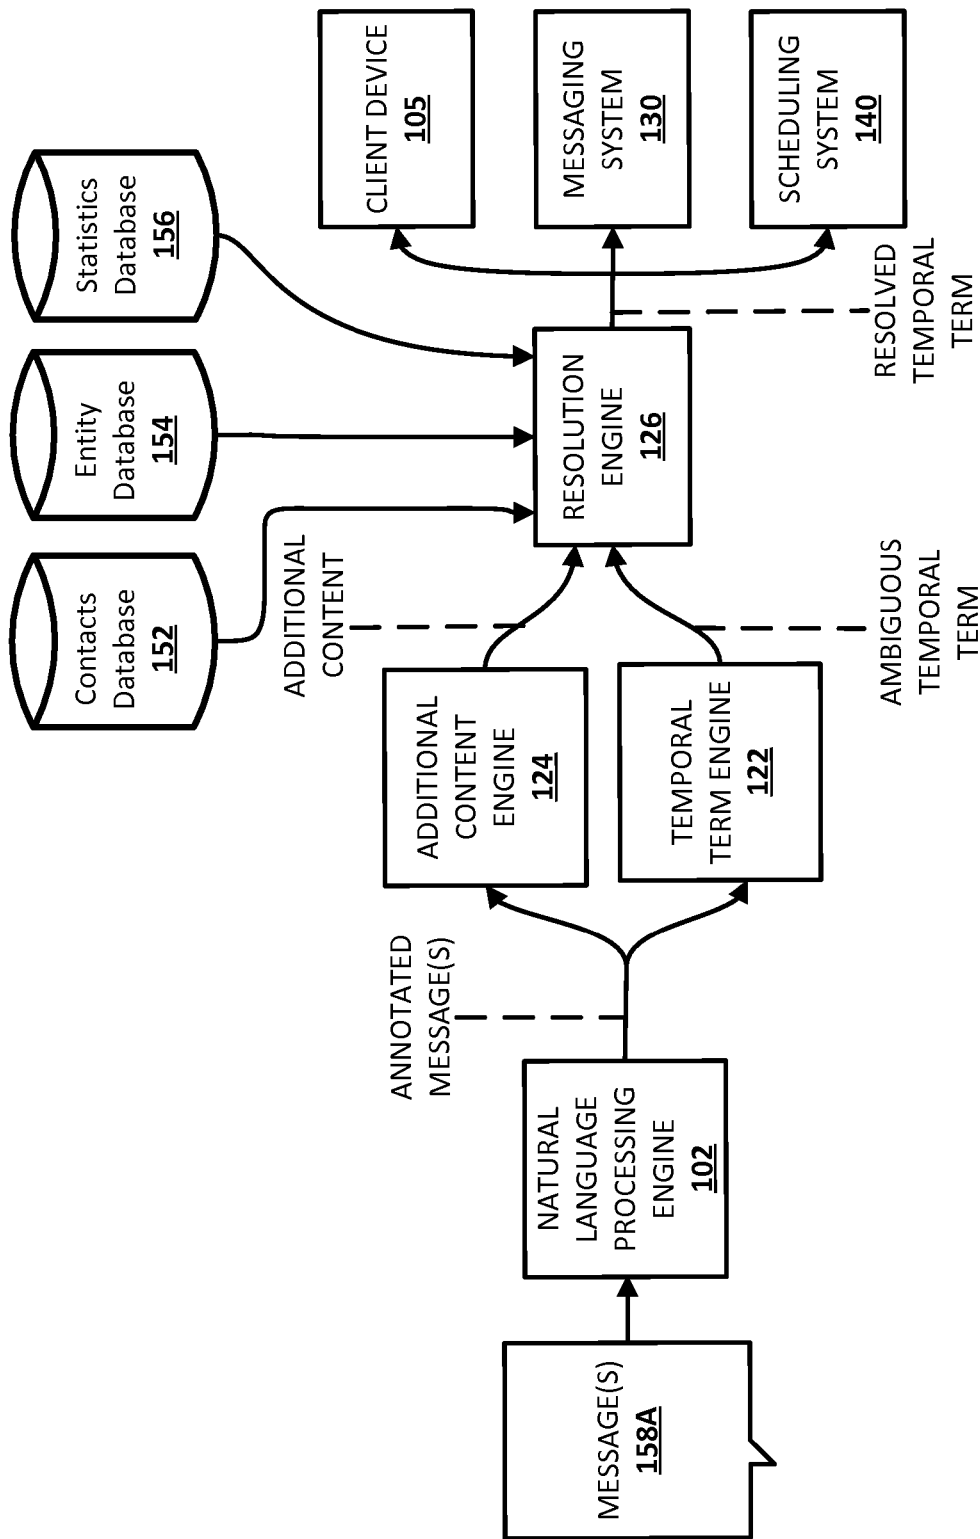 MESSAGE(S)
158A
NATURAL
LANGUAGE
PROCESSING
ENGINE
102
ANNOTATED
MESSAGE(S)
ADDITIONAL
CONTENT
ENGINE
124
TEMPORAL
TERM ENGINE
122
ADDITIONAL
CONTENT
AMBIGUOUS
TEMPORAL
TERM
Contacts
Database
152
Entity
Database
154
Statistics
Database
156
RESOLUTION
ENGINE
126
RESOLVED
TEMPORAL
TERM
CLIENT DEVICE
105
MESSAGING
SYSTEM
130
SCHEDULING
SYSTEM
140